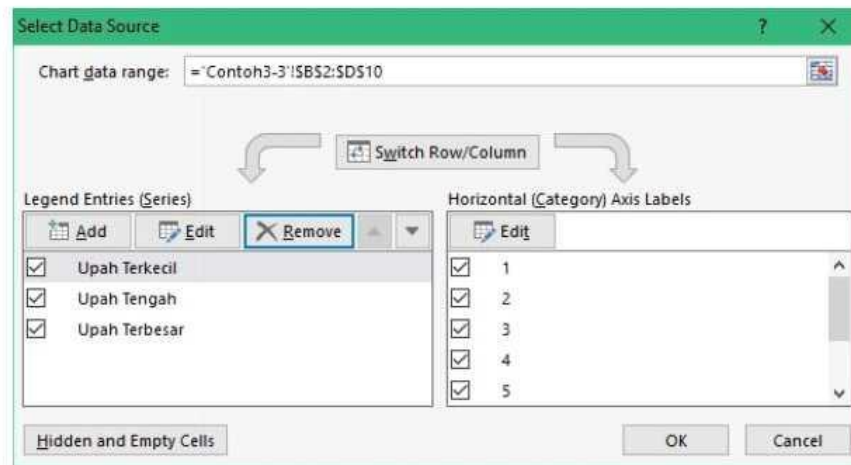 Select Data Source ?
Chart data range: ='Contoh3-3'!$B$2:$D$10
Switch Row/Column
Legend Entries (Series)
Add Edit Remove
Upah Terkecil
Upah Tengah
Upah Terbesar
Horizontal (Category) Axis Labels
Edit
1
2
3
4
5
Hidden and Empty Cells
OK Cancel